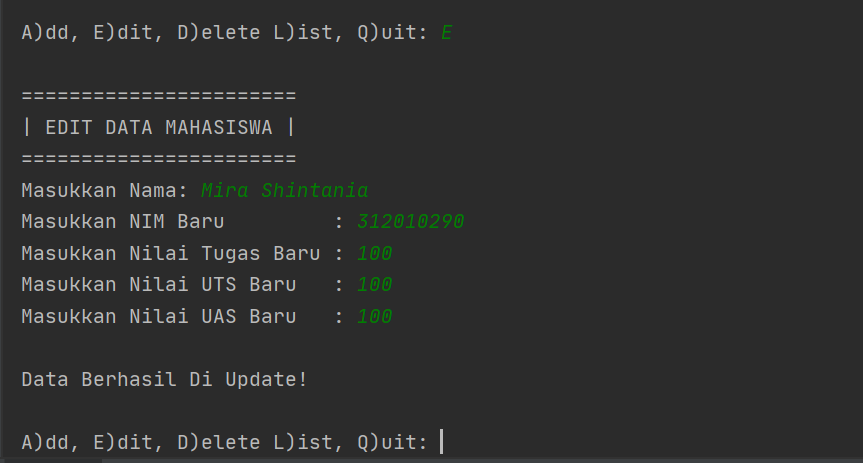 A)dd, E)dit, D)elete L)ist, Q)uit: E
=======================
| EDIT DATA MAHASISWA |
=======================
Masukkan Nama: Mira Shintania
Masukkan NIM Baru         : 312010290
Masukkan Nilai Tugas Baru : 100
Masukkan Nilai UTS Baru   : 100
Masukkan Nilai UAS Baru   : 100
Data Berhasil Di Update!
A)dd, E)dit, D)elete L)ist, Q)uit: